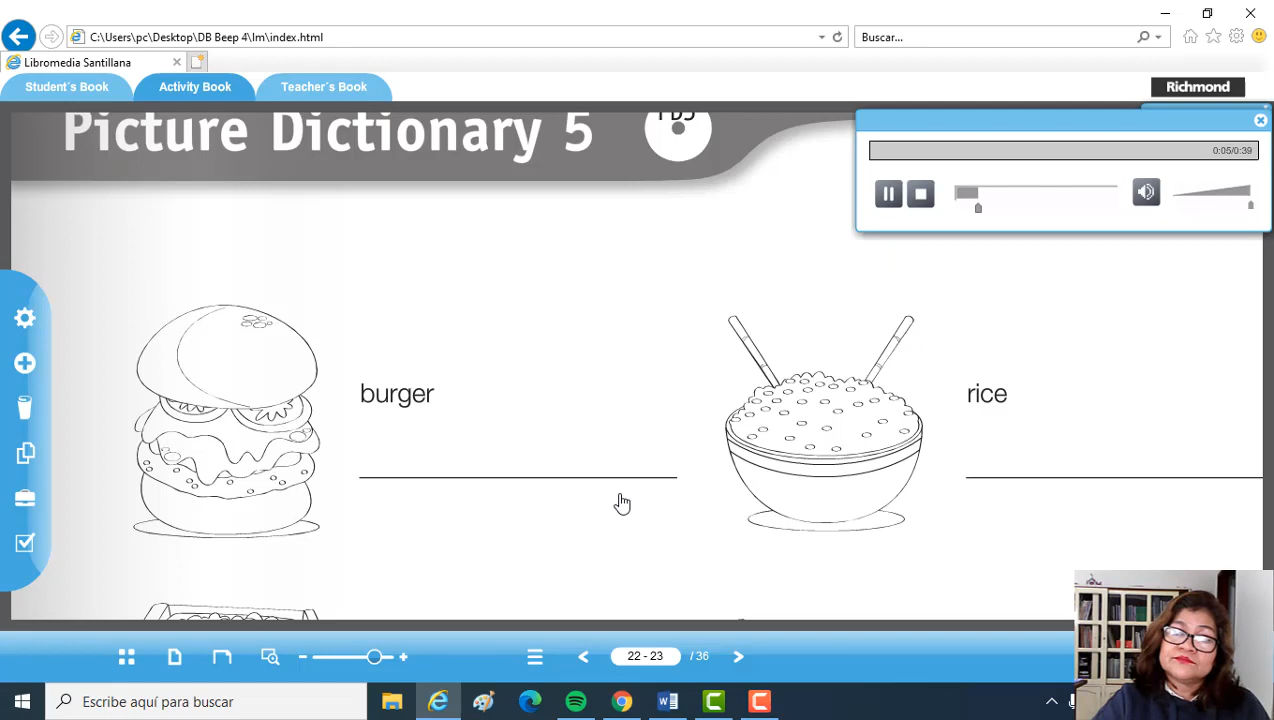 C:\Users\pc\Desktop\DB Beep 4\lm\index.html
Buscar...
Libromedia Santillana
Student´s Book
Activity Book
Teacher´s Book
Richmond
Picture Dictionary 5
PD5
0:05/0:39
burger
rice
22 - 23
/ 36
Escribe aquí para buscar